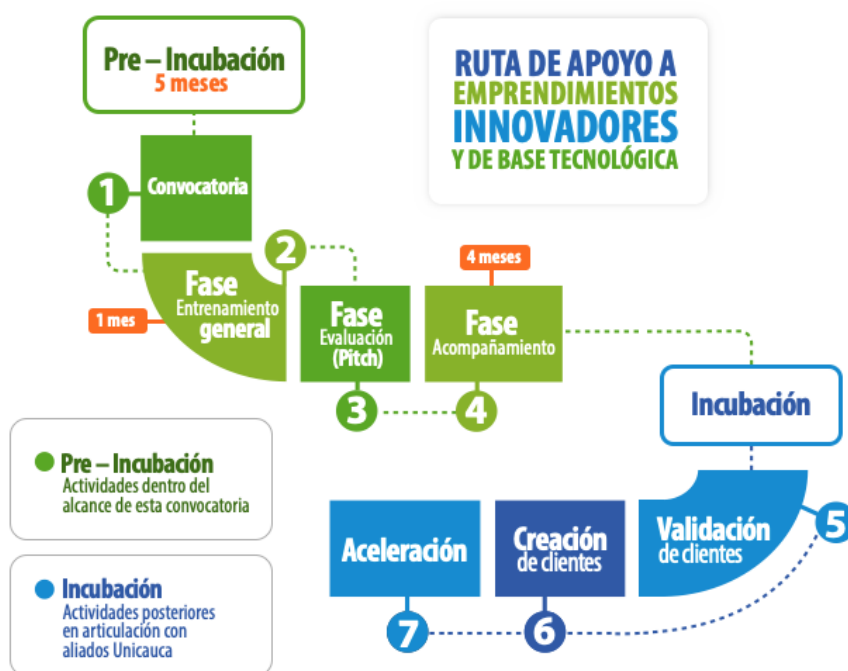 Pre – Incubación
5 meses
RUTA DE APOYO A
EMPRENDIMIENTOS
INNOVADORES
Y DE BASE TECNOLÓGICA
1
Convocatoria
2
Fase
Entrenamiento
general
1 mes
Fase
Evaluación
(Pitch)
3
4 meses
Fase
Acompañamiento
4
Incubación
Validación
de clientes
5
Creación
de clientes
6
Aceleración
7
Pre – Incubación
Actividades dentro del
alcance de esta convocatoria
Incubación
Actividades posteriores
en articulación con
aliados Unicauca